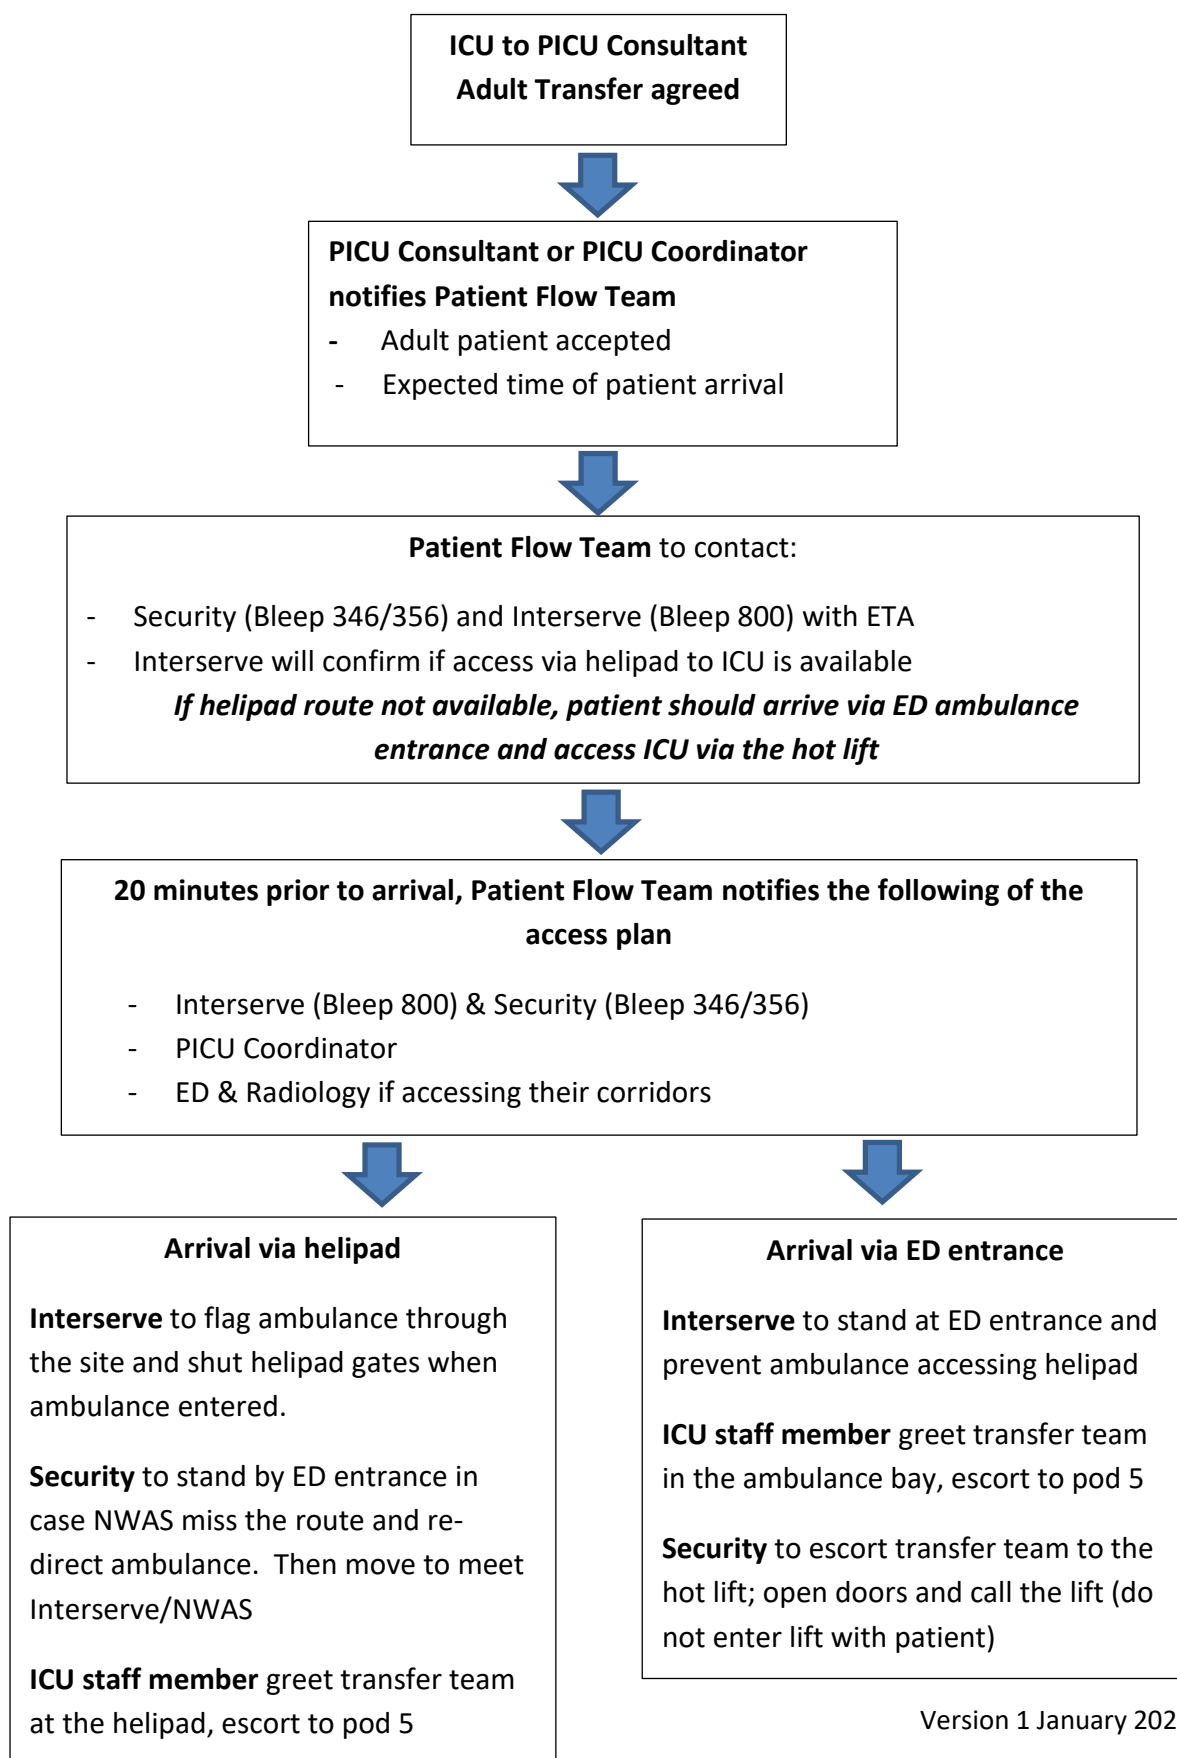 ICU to PICU Consultant
Adult Transfer agreed
PICU Consultant or PICU Coordinator
notifies Patient Flow Team
- Adult patient accepted
- Expected time of patient arrival
Patient Flow Team to contact:
- Security (Bleep 346/356) and Interserve (Bleep 800) with ETA
- Interserve will confirm if access via helipad to ICU is available
If helipad route not available, patient should arrive via ED ambulance
entrance and access ICU via the hot lift
20 minutes prior to arrival, Patient Flow Team notifies the following of the
access plan
- Interserve (Bleep 800) & Security (Bleep 346/356)
- PICU Coordinator
- ED & Radiology if accessing their corridors
Arrival via helipad
Interserve to flag ambulance through
the site and shut helipad gates when
ambulance entered.
Security to stand by ED entrance in
case NWAS miss the route and re-
direct ambulance. Then move to meet
Interserve/NWAS
ICU staff member greet transfer team
at the helipad, escort to pod 5
Arrival via ED entrance
Interserve to stand at ED entrance and
prevent ambulance accessing helipad
ICU staff member greet transfer team
in the ambulance bay, escort to pod 5
Security to escort transfer team to the
hot lift; open doors and call the lift (do
not enter lift with patient)
Version 1 January 202